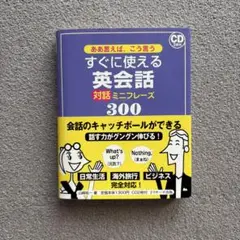 CD
ああ言えば、こう言う
すぐに使える
英会話
対話 ミニフレーズ
300
会話のキャッチボールができる
話す力がグングン伸びる!
What's up?
Nothing.
日常生活 海外旅行 ビジネス
完全対応!